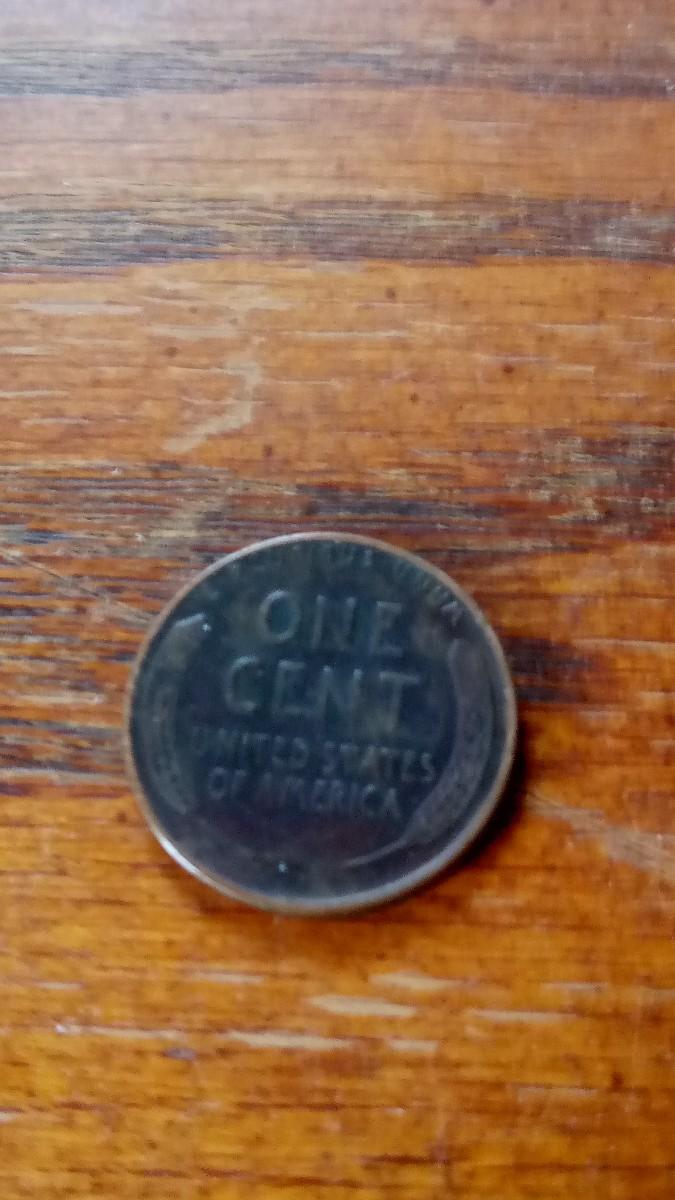 ONE
CENT
UNITED STATES
OF AMERICA